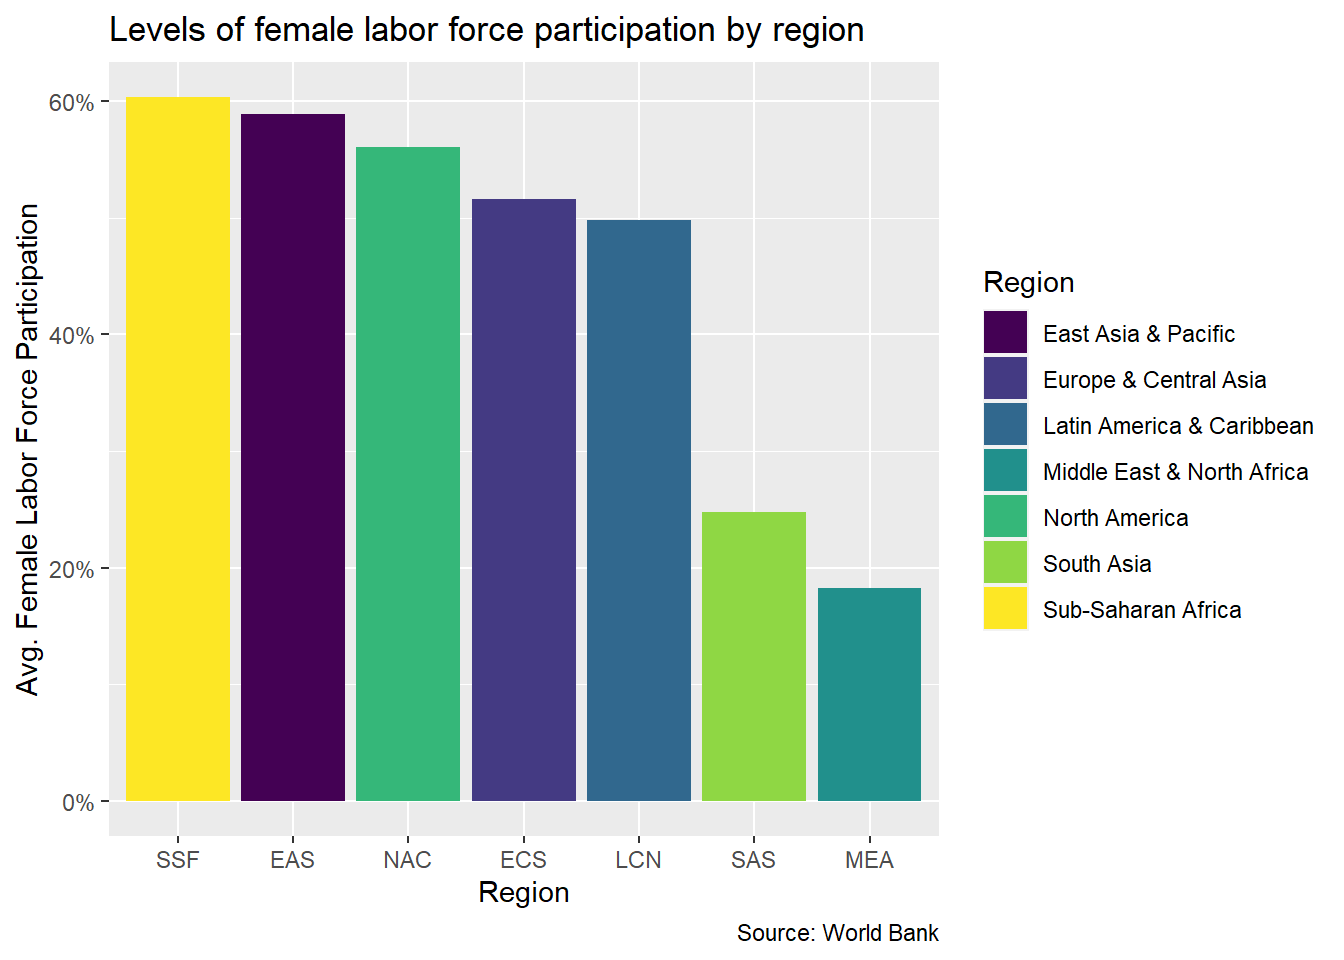 Levels of female labor force participation by region
Avg. Female Labor Force Participation
60%
40%
20%
0%
SSF EAS NAC ECS LCN SAS MEA
Region
Source: World Bank
Region
East Asia & Pacific
Europe & Central Asia
Latin America & Caribbean
Middle East & North Africa
North America
South Asia
Sub-Saharan Africa